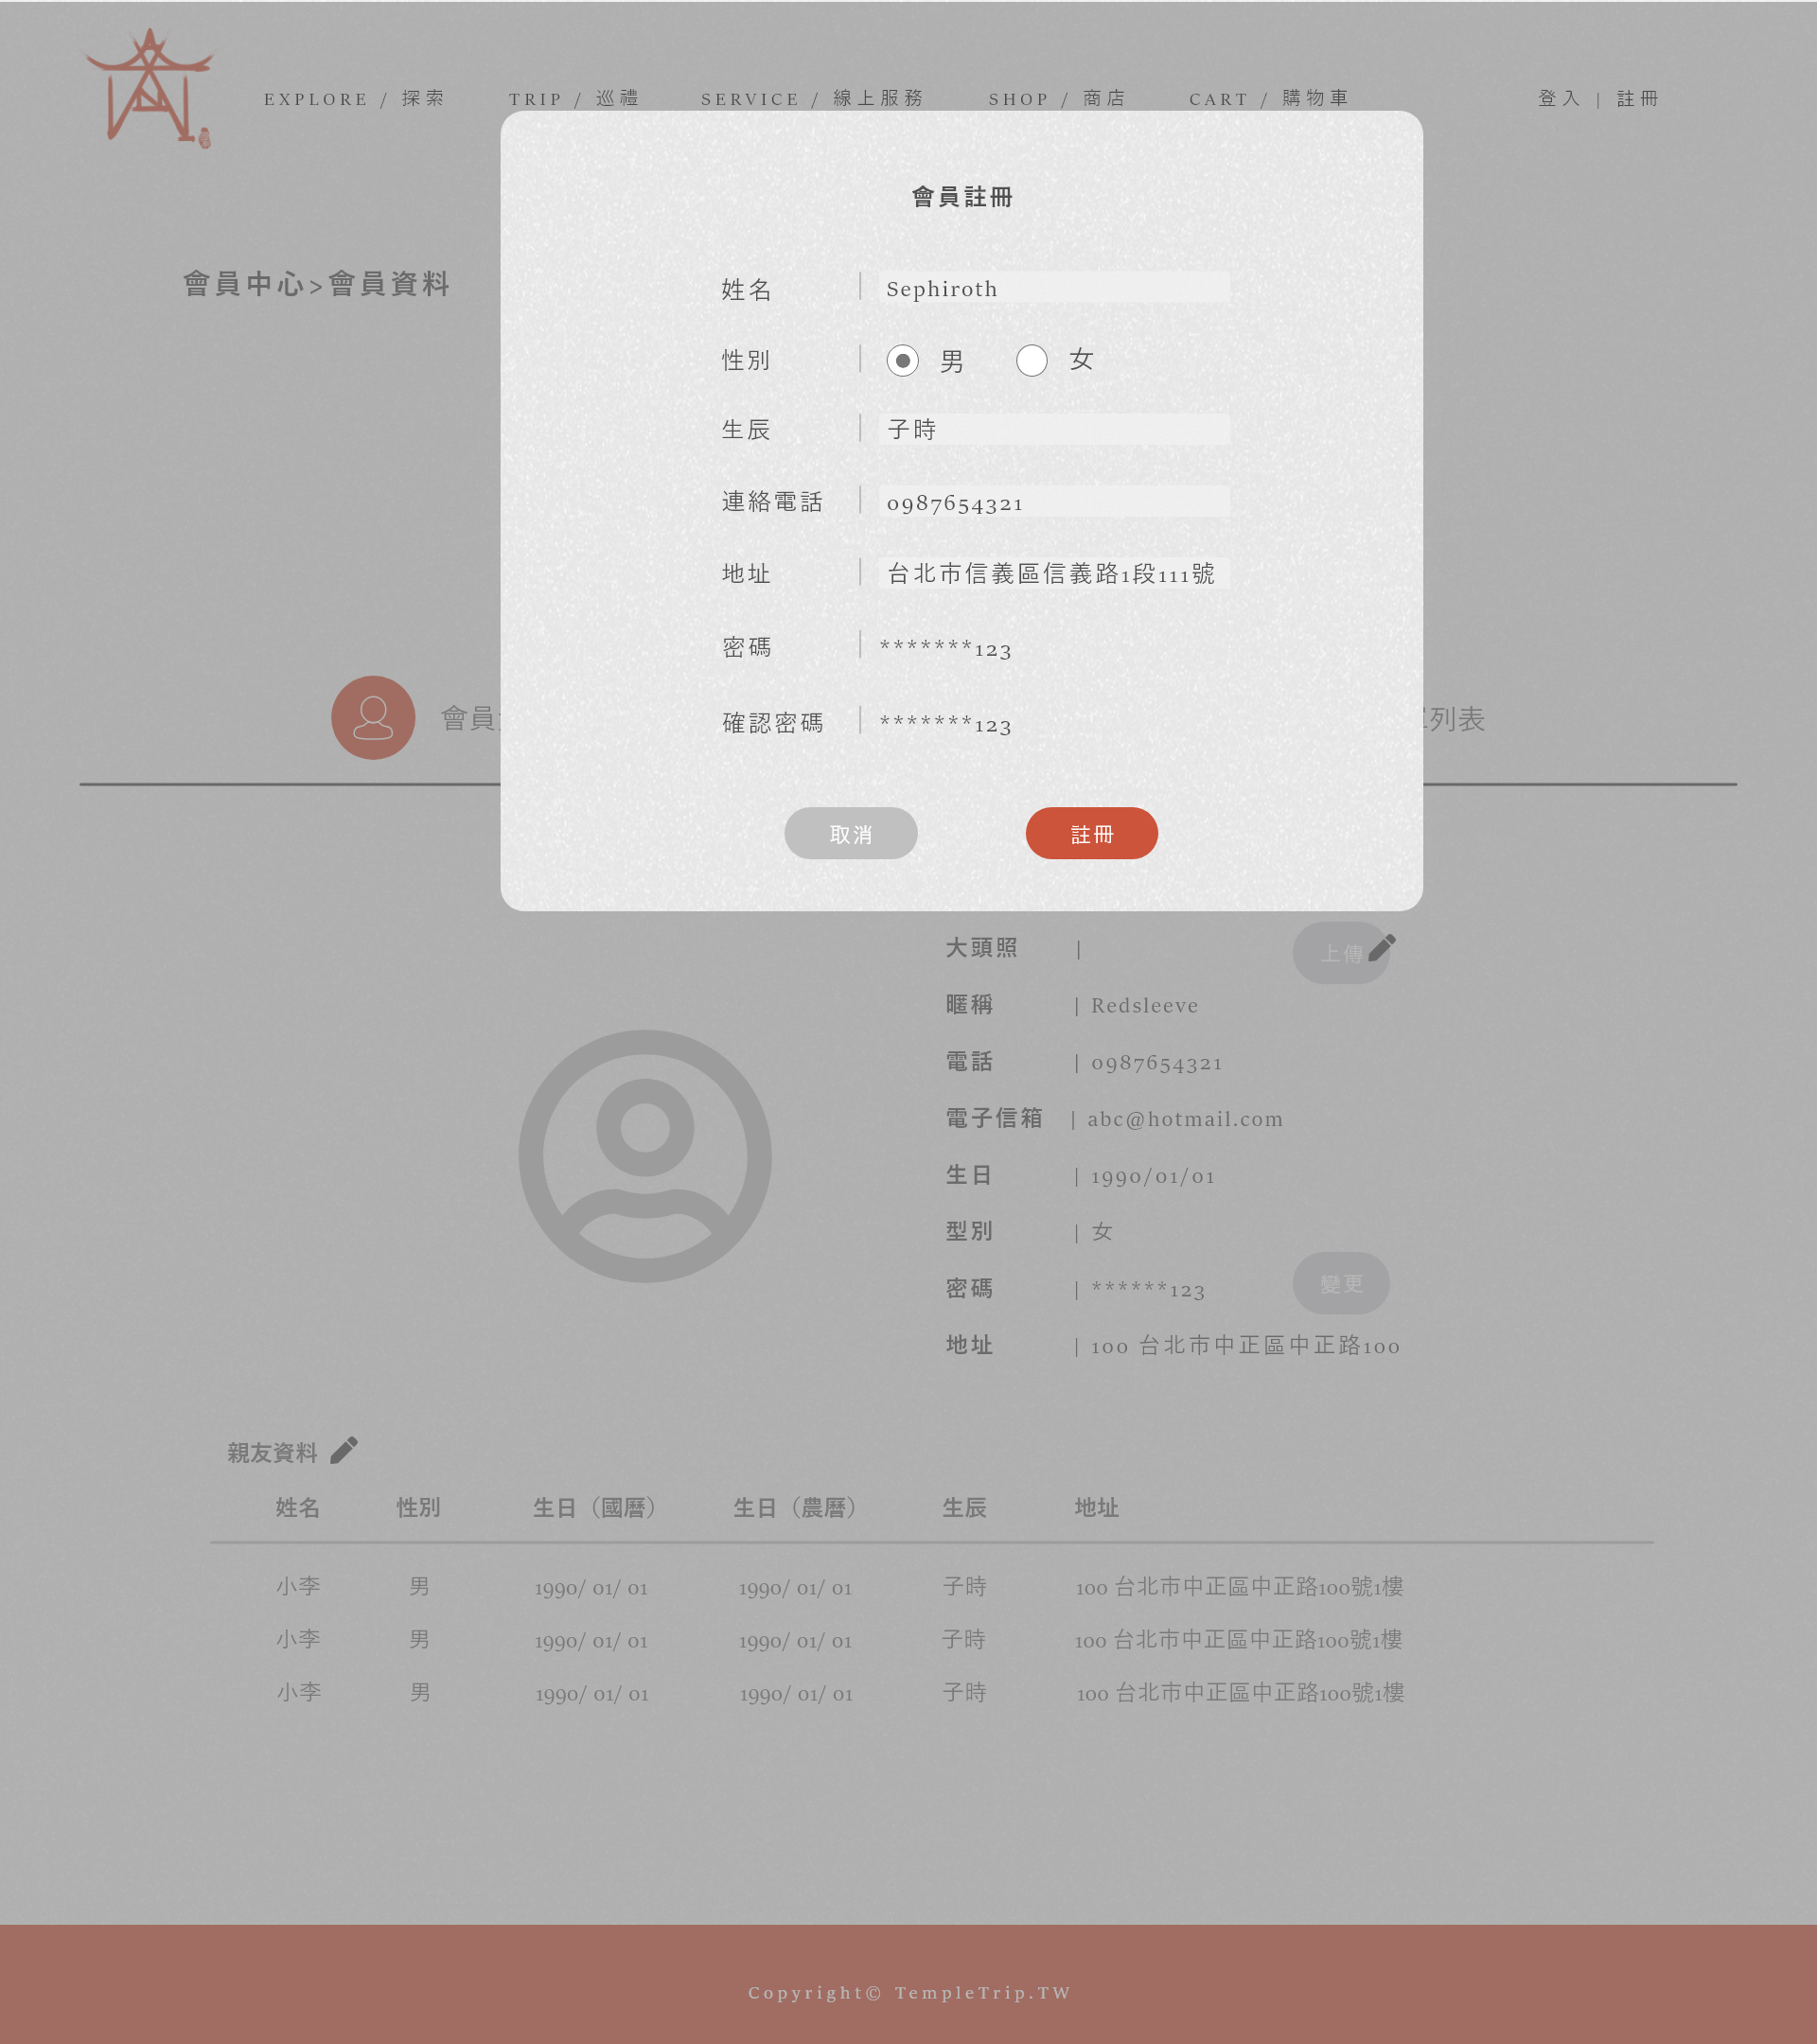 EXPLORE / 探索 TRIP / 巡禮 SERVICE / 線上服務 SHOP / 商店 CART / 購物車 登入 | 註冊
會員註冊
會員中心>會員資料
姓名 | Sephiroth
性別 | 男 女
生辰 | 子時
連絡電話 | 0987654321
地址 | 台北市信義區信義路1段111號
密碼 | *******123
確認密碼 | *******123
會員 列表
取消 註冊
大頭照 | 上傳
暱稱 | Redsleeve
電話 | 0987654321
電子信箱 | abc@hotmail.com
生日 | 1990/01/01
型別 | 女
密碼 | ******123 變更
地址 | 100 台北市中正區中正路100
親友資料
姓名 性別 生日（國曆） 生日（農曆） 生辰 地址
小李 男 1990/ 01/ 01 1990/ 01/ 01 子時 100 台北市中正區中正路100號1樓
小李 男 1990/ 01/ 01 1990/ 01/ 01 子時 100 台北市中正區中正路100號1樓
小李 男 1990/ 01/ 01 1990/ 01/ 01 子時 100 台北市中正區中正路100號1樓
Copyright© TempleTrip.TW